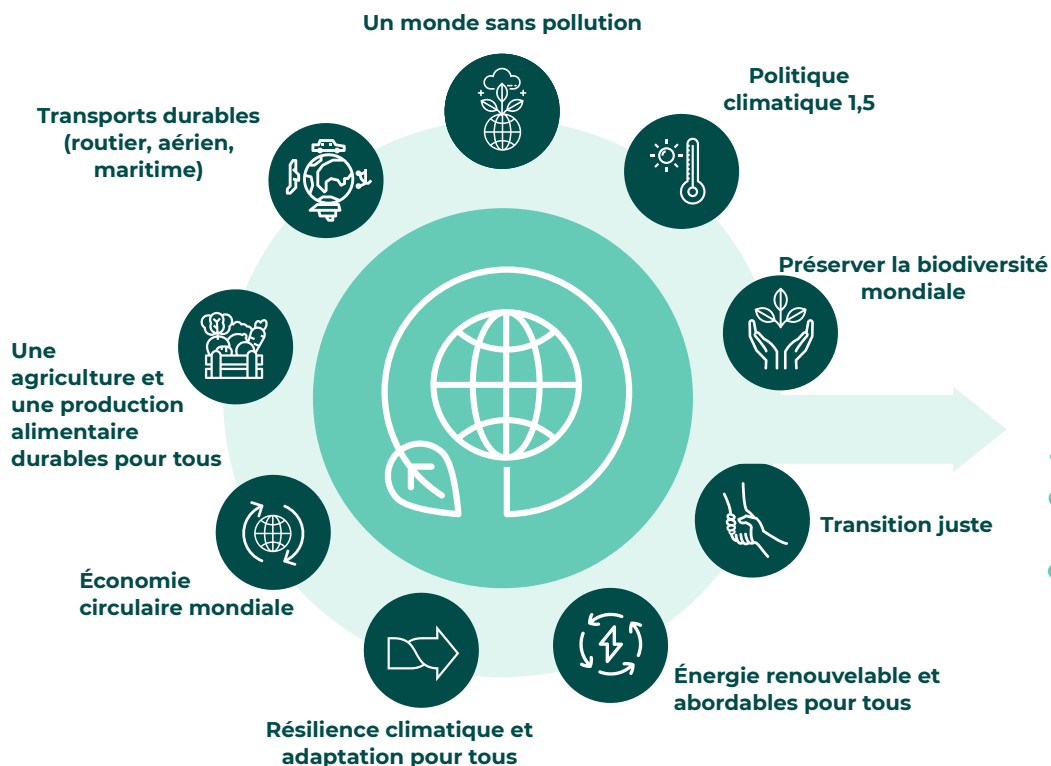 Un monde sans pollution
Politique
climatique 1,5
Transports durables
(routier, aérien,
maritime)
Préserver la biodiversité
mondiale
Une
agriculture et
une production
alimentaire
durables pour tous
Transition juste
Économie
circulaire mondiale
Énergie renouvelable et
abordables pour tous
Résilience climatique et
adaptation pour tous